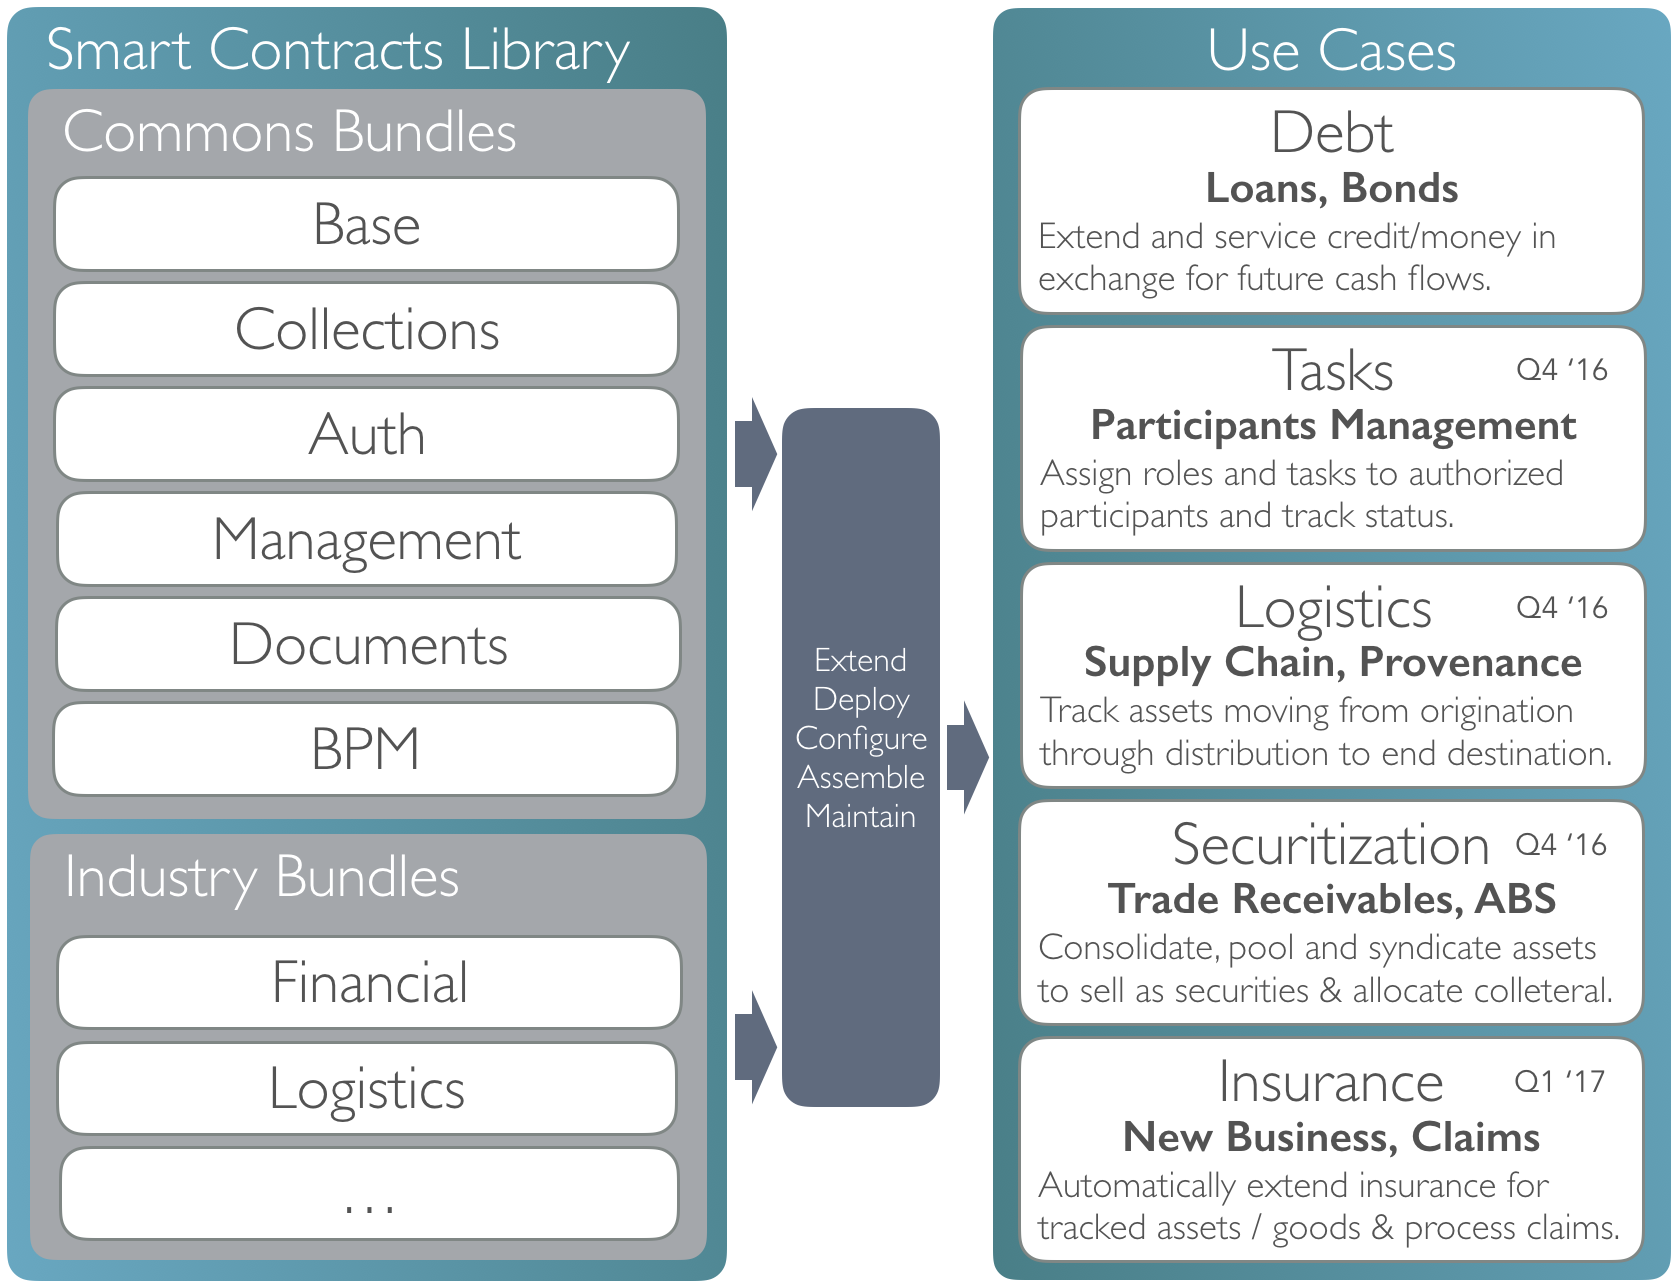 Smart Contracts Library
Commons Bundles
Base
Collections
Auth
Management
Documents
BPM
Industry Bundles
Financial
Logistics
...
Extend
Deploy
Configure
Assemble
Maintain
Use Cases
Debt
Loans, Bonds
Extend and service credit/money in
exchange for future cash flows.
Tasks Q4 ‘16
Participants Management
Assign roles and tasks to authorized
participants and track status.
Logistics Q4 ‘16
Supply Chain, Provenance
Track assets moving from origination
through distribution to end destination.
Securitization Q4 ‘16
Trade Receivables, ABS
Consolidate, pool and syndicate assets
to sell as securities & allocate colleteral.
Insurance Q1 ‘17
New Business, Claims
Automatically extend insurance for
tracked assets / goods & process claims.